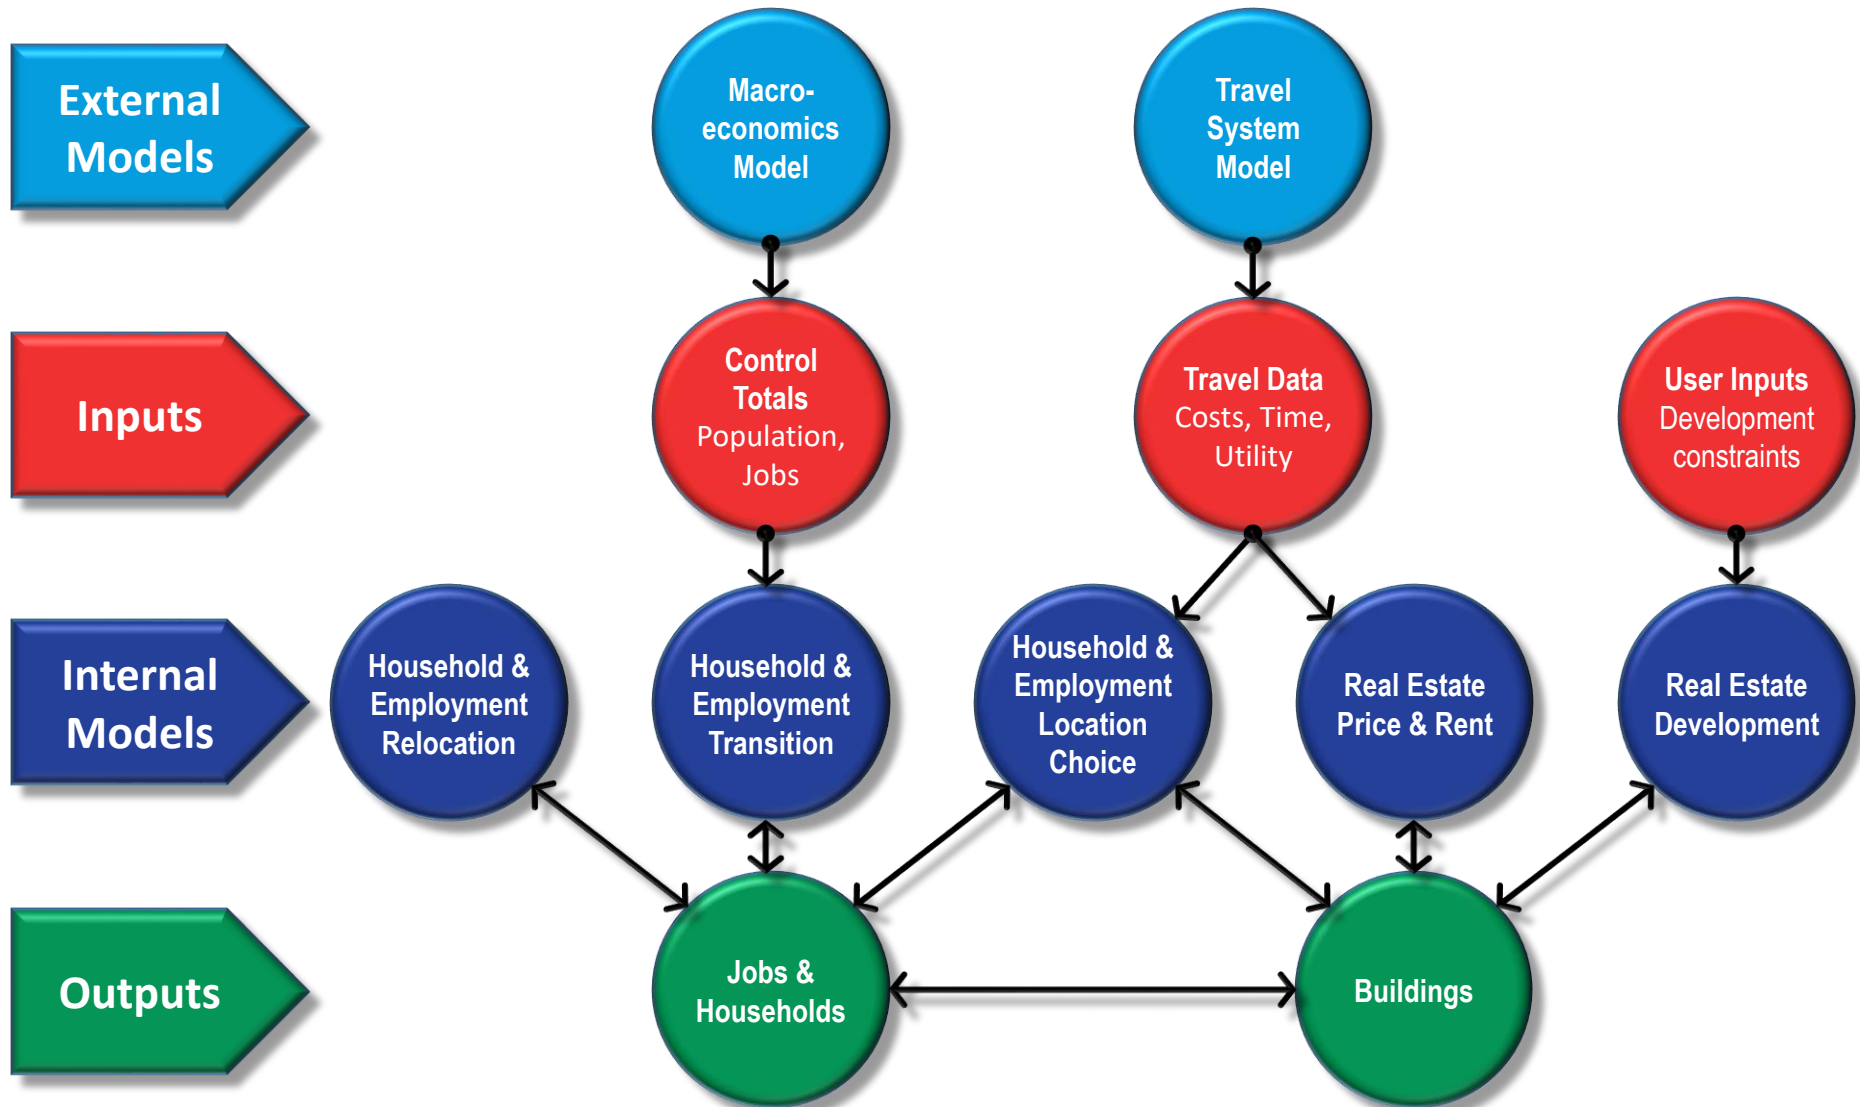 External
Models
Macro-
economics
Model
Travel
System
Model
Inputs
Control
Totals
Population,
Jobs
Travel Data
Costs, Time,
Utility
User Inputs
Development
constraints
Internal
Models
Household &
Employment
Relocation
Household &
Employment
Transition
Household &
Employment
Location
Choice
Real Estate
Price & Rent
Real Estate
Development
Outputs
Jobs &
Households
Buildings